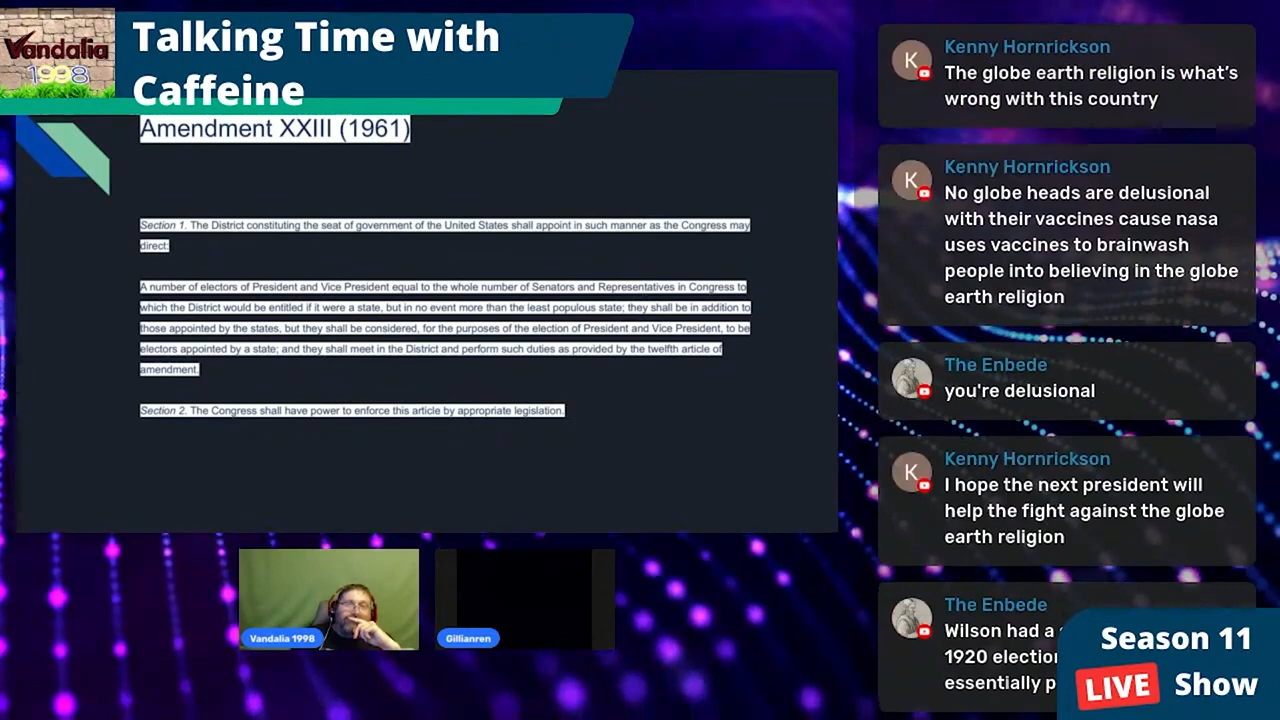 Vandalia
1998
Talking Time with
Caffeine
Amendment XXIII (1961)
Section 1. The District constituting the seat of government of the United States shall appoint in such manner as the Congress may
direct:
A number of electors of President and Vice President equal to the whole number of Senators and Representatives in Congress to
which the District would be entitled if it were a state, but in no event more than the least populous state; they shall be in addition to
those appointed by the states, but they shall be considered, for the purposes of the election of President and Vice President, to be
electors appointed by a state; and they shall meet in the District and perform such duties as provided by the twelfth article of
amendment.
Section 2. The Congress shall have power to enforce this article by appropriate legislation.
Vandalia 1998
Gillianren
K
Kenny Hornrickson
The globe earth religion is what's
wrong with this country
K
Kenny Hornrickson
No globe heads are delusional
with their vaccines cause nasa
uses vaccines to brainwash
people into believing in the globe
earth religion
The Enbede
you're delusional
K
Kenny Hornrickson
I hope the next president will
help the fight against the globe
earth religion
The Enbede
Wilson had a
1920 election
essentially
Season 11
LIVE Show